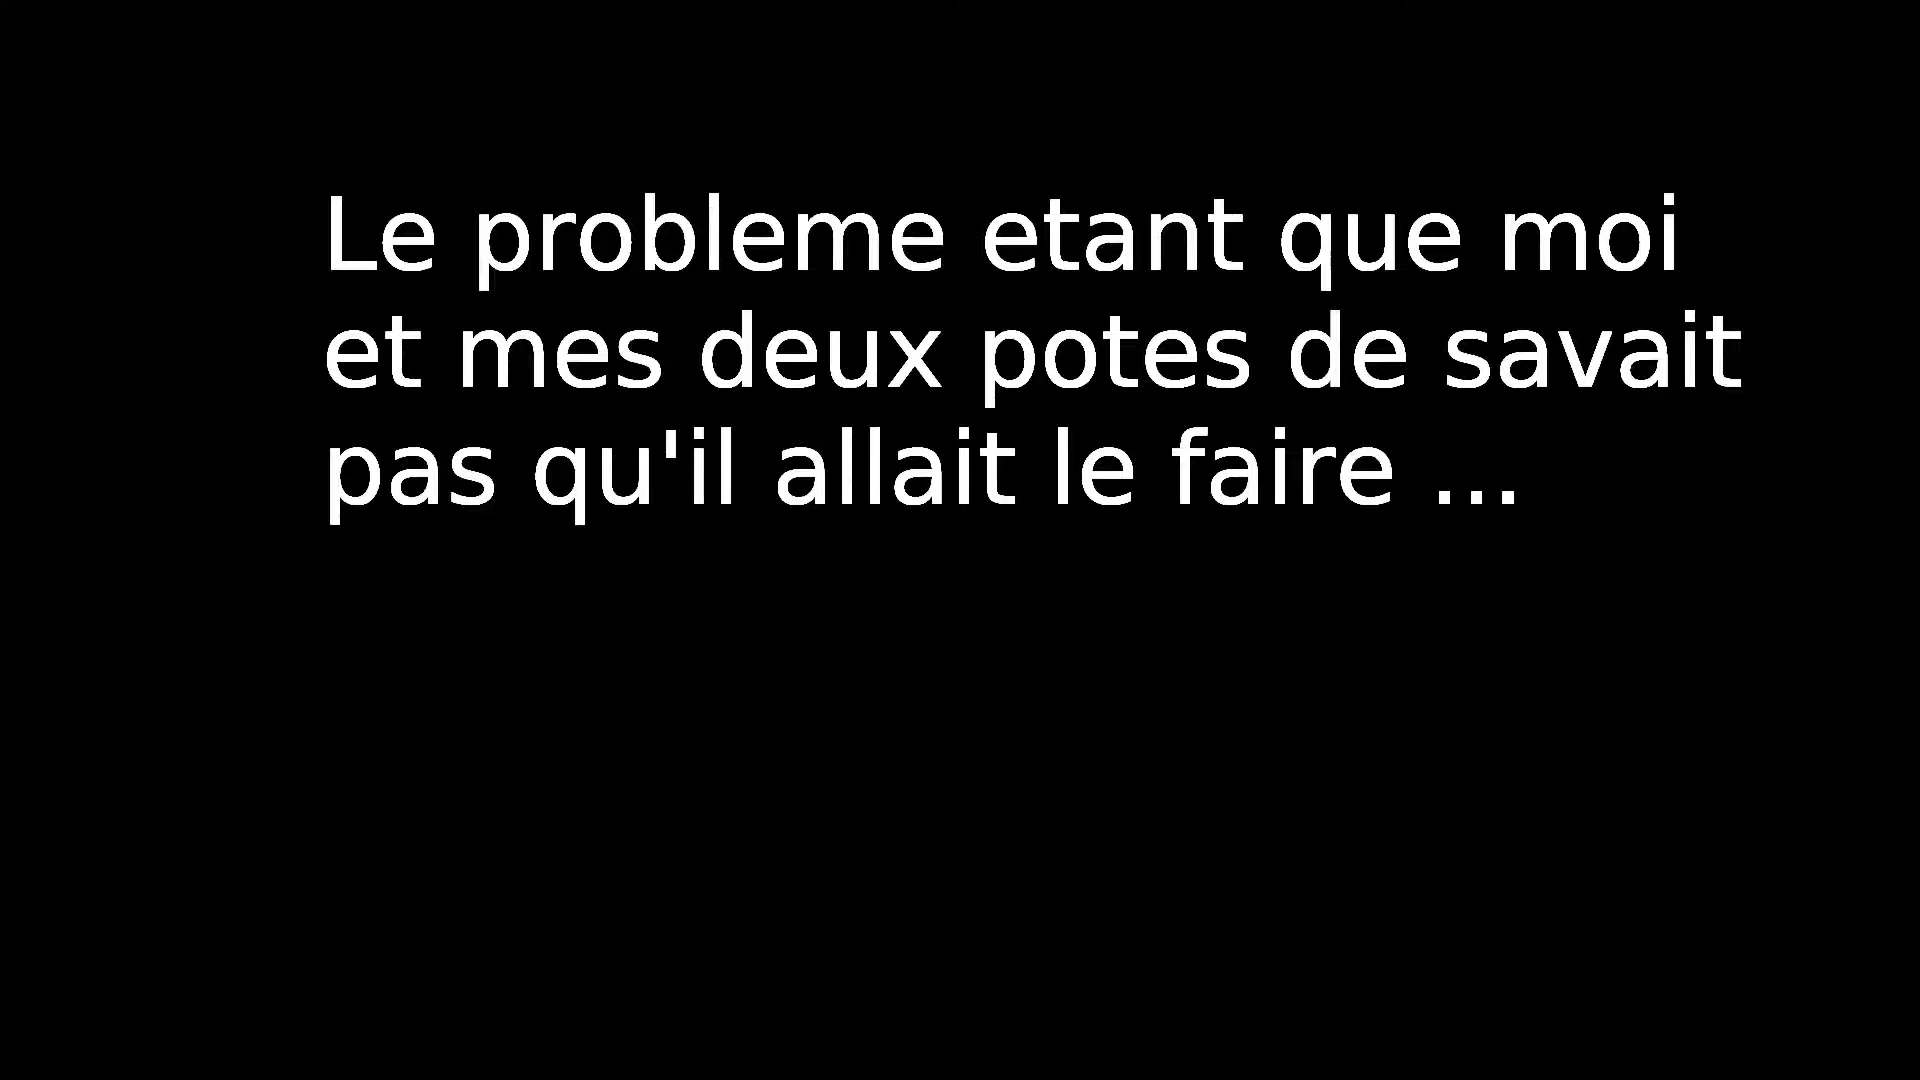 Le probleme etant que moi
et mes deux potes de savait
pas qu'il allait le faire ...